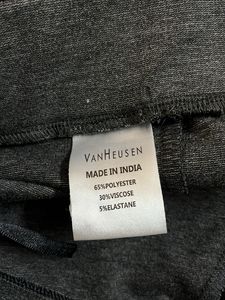 VANHEUSEN
MADE IN INDIA
65%POLYESTER
30%VISCOSE
5%ELASTANE